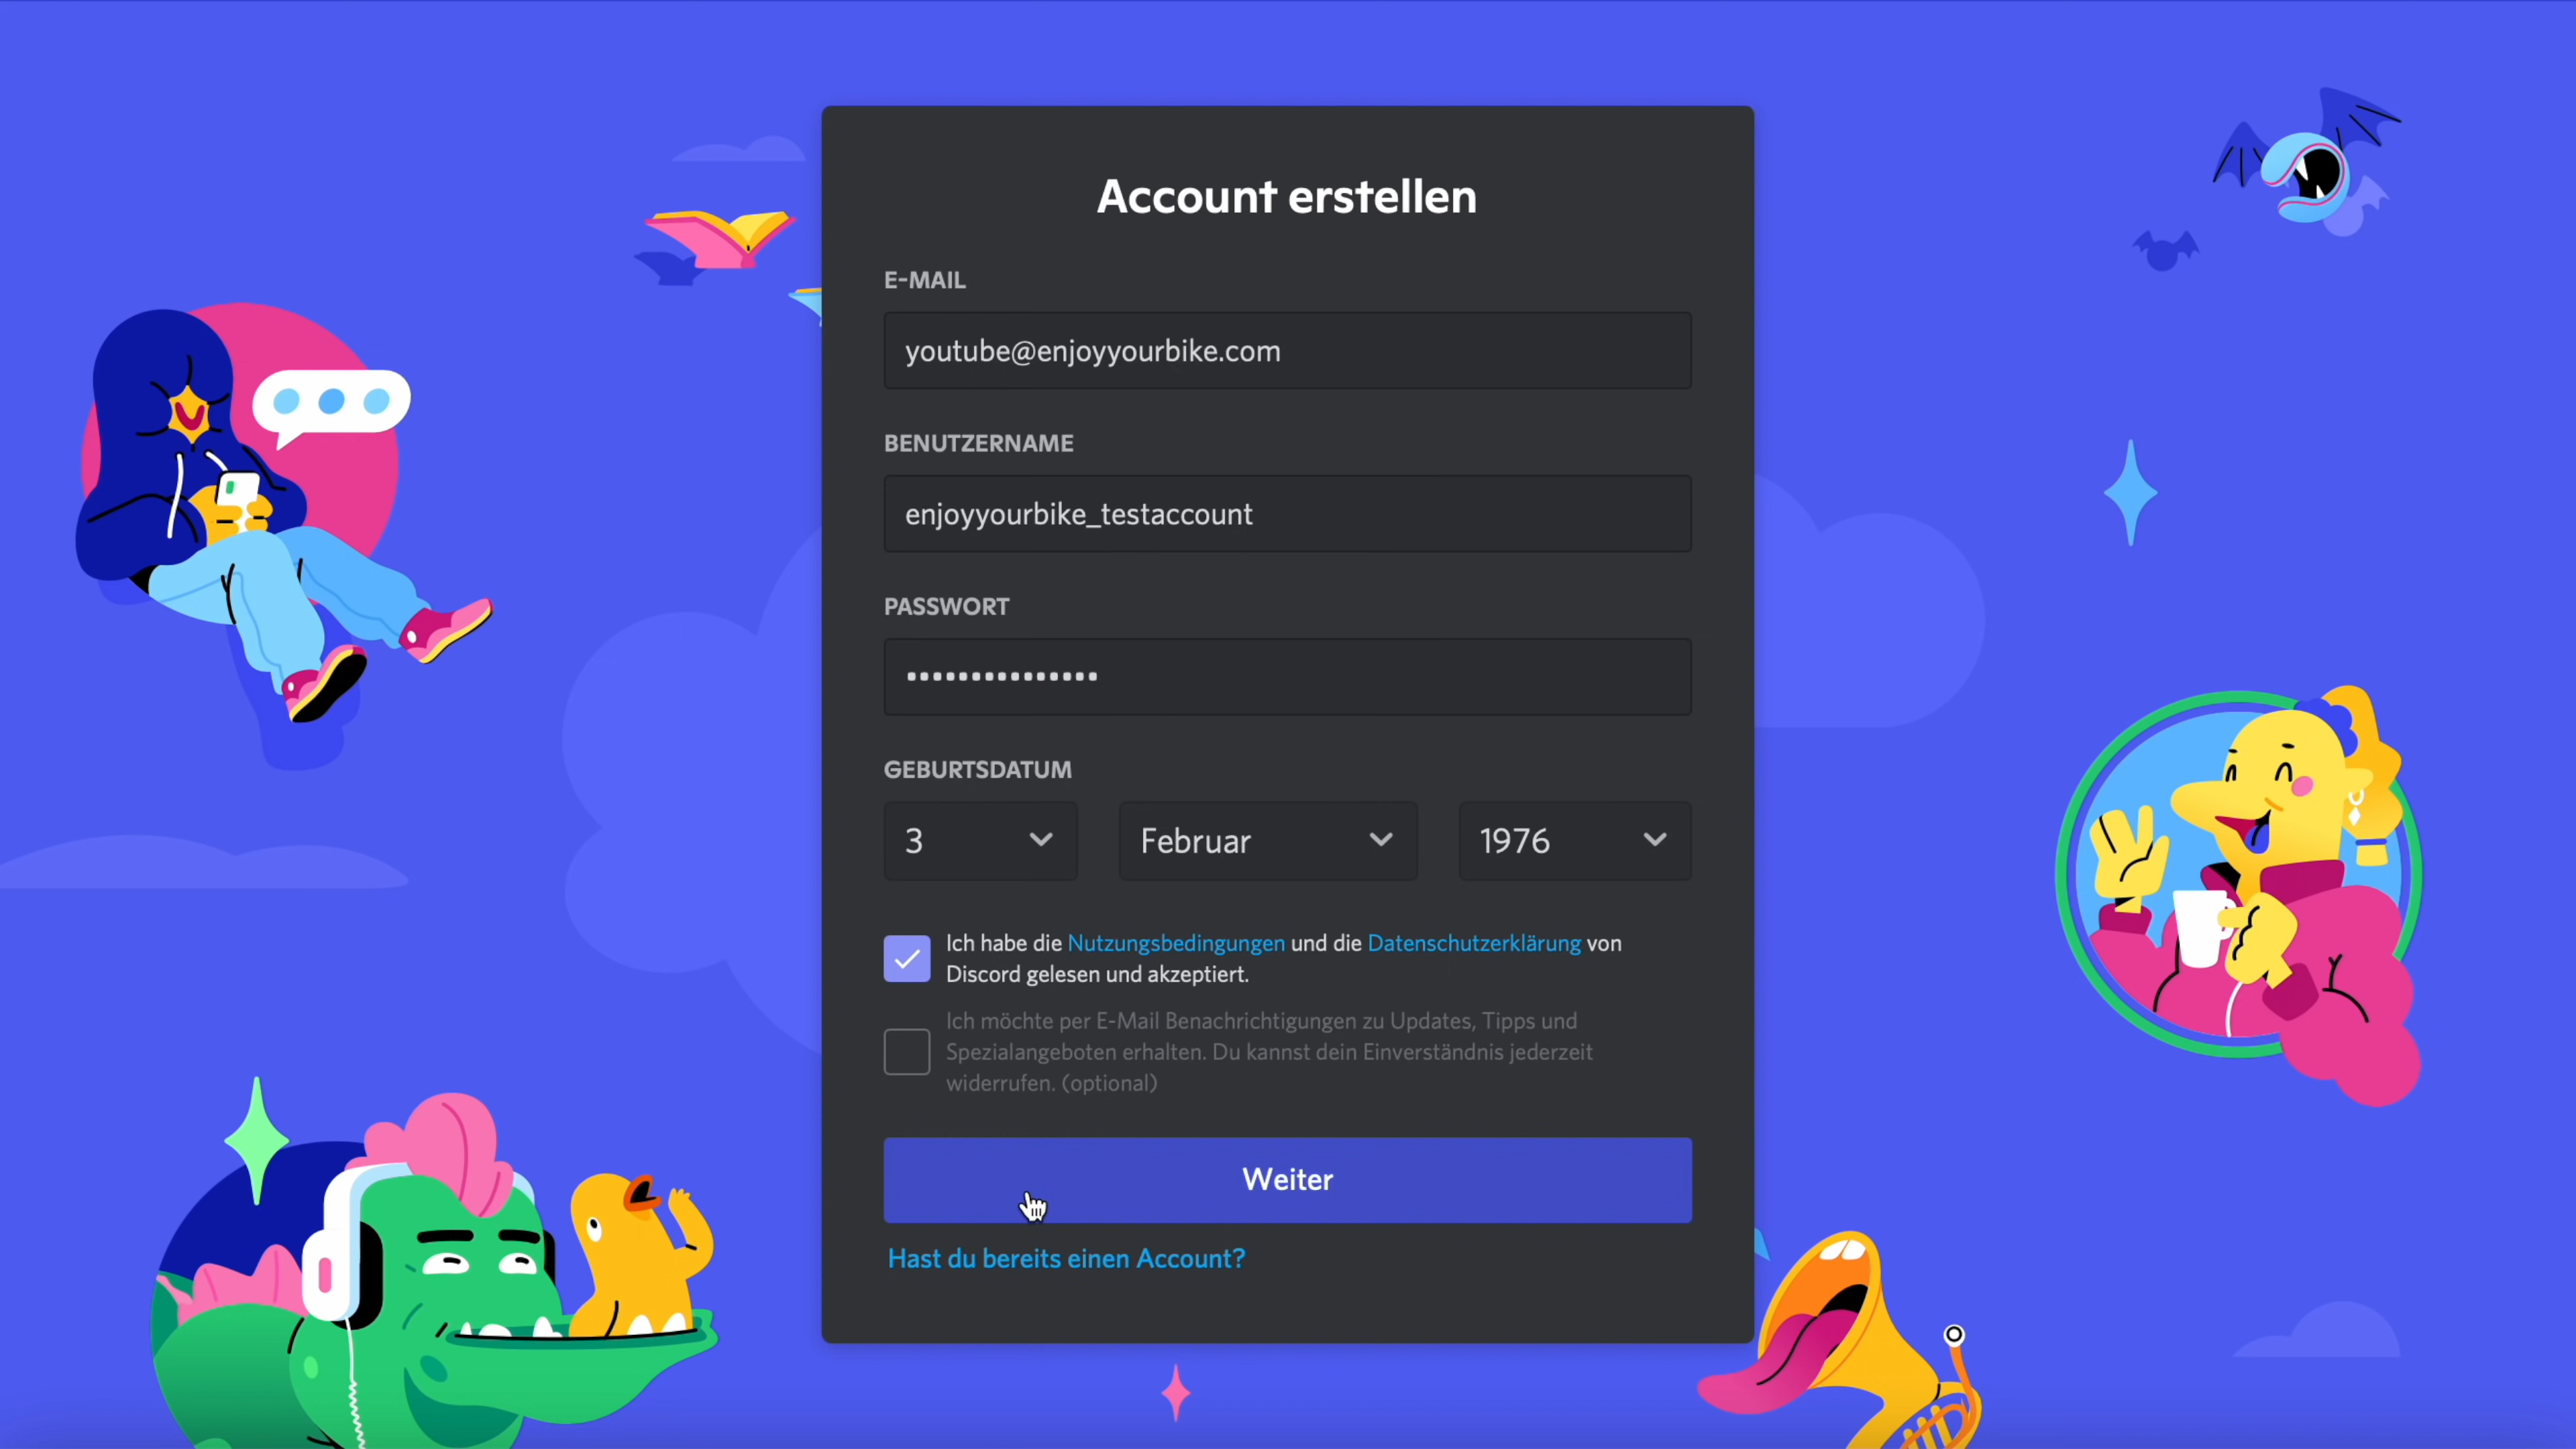 Account erstellen
E-MAIL
youtube@enjoyyourbike.com
BENUTZERNAME
enjoyyourbike_testaccount
PASSWORT
•••••••••••••••
GEBURTSDATUM
3 Februar 1976
Ich habe die Nutzungsbedingungen und die Datenschutzerklärung von
Discord gelesen und akzeptiert.
Ich möchte per E-Mail Benachrichtigungen zu Updates, Tipps und
Spezialangeboten erhalten. Du kannst dein Einverständnis jederzeit
widerrufen. (optional)
Weiter
Hast du bereits einen Account?